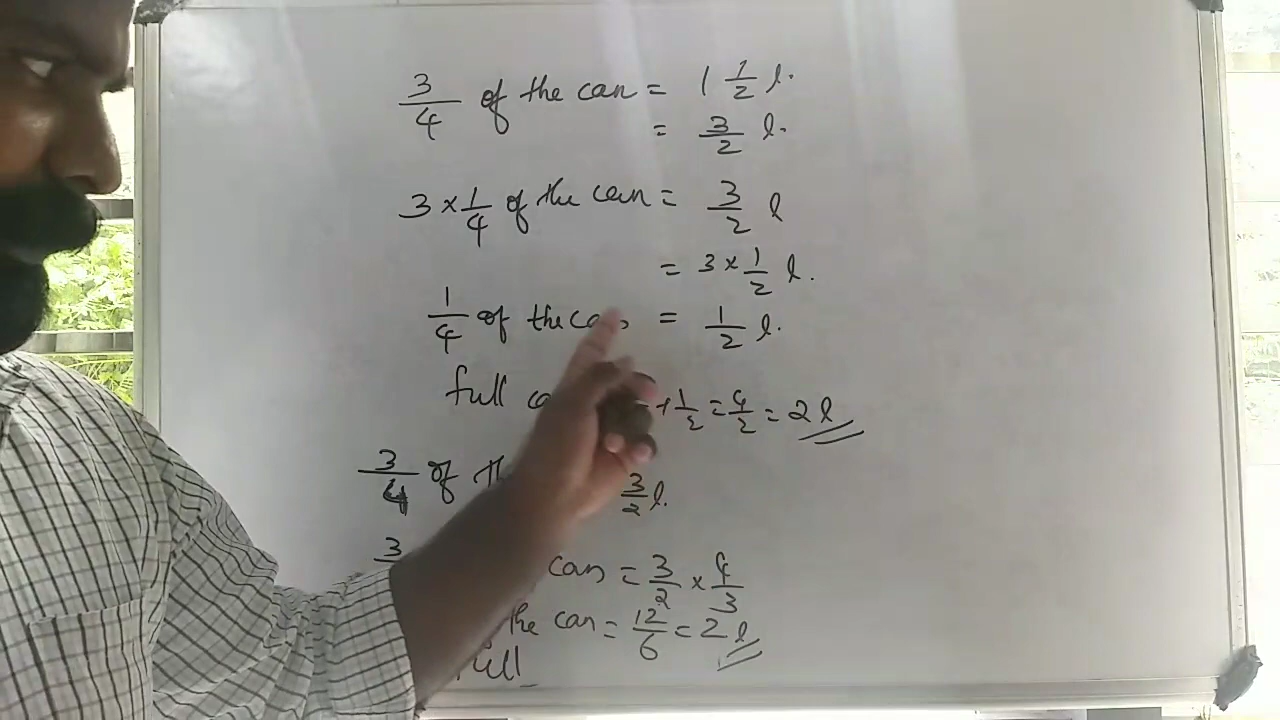 3/4 of the can = 1 1/2 l.
= 3/2 l.
3 × 1/4 of the can = 3/2 l
= 3 × 1/2 l.
1/4 of the can = 1/2 l.
full + 1/2 = 4/2 = 2 l
3/4 of 3/2 l.
3 can = 3/2 × 4/3
the can = 12/6 = 2 l
full